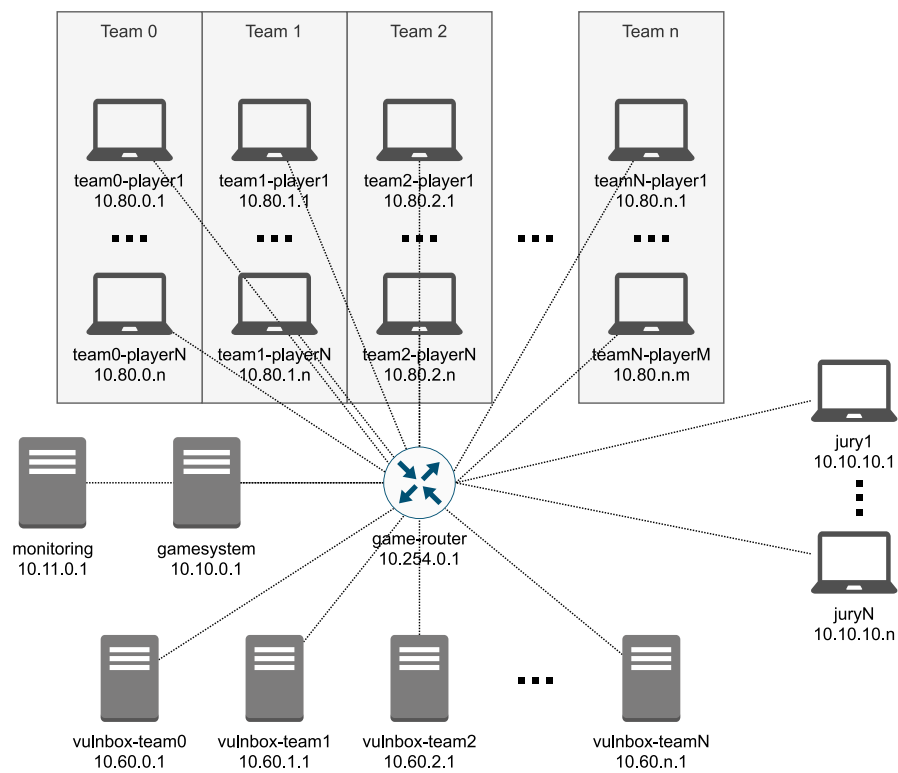 Team 0
Team 1
Team 2
Team n
team0-player1
10.80.0.1
team1-player1
10.80.1.1
team2-player1
10.80.2.1
teamN-player1
10.80.n.1
team0-playerN
10.80.0.n
team1-playerN
10.80.1.n
team2-playerN
10.80.2.n
teamN-playerM
10.80.n.m
jury1
10.10.10.1
monitoring
10.11.0.1
gamesystem
10.10.0.1
game-router
10.254.0.1
juryN
10.10.10.n
vulnbox-team0
10.60.0.1
vulnbox-team1
10.60.1.1
vulnbox-team2
10.60.2.1
vulnbox-teamN
10.60.n.1